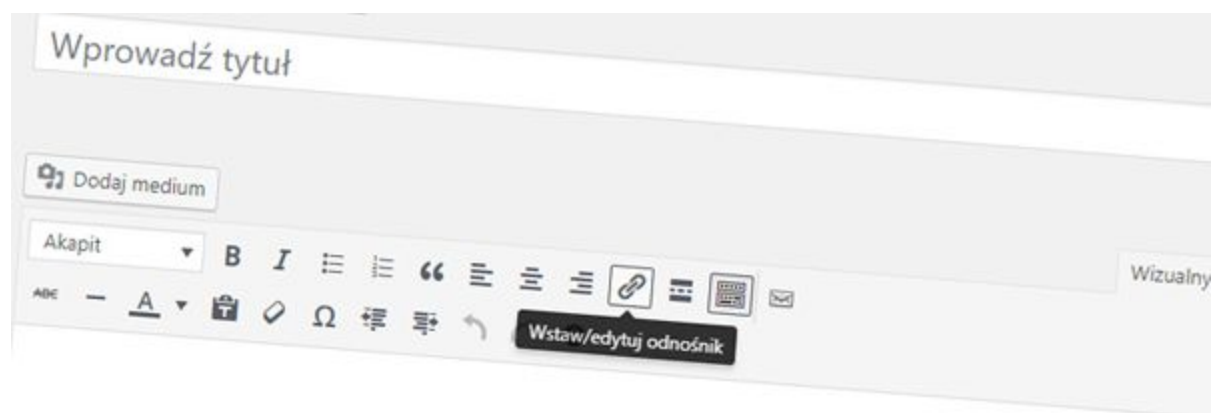 Wprowadź tytuł
Dodaj medium
Wizualny
Akapit B I
ABC A Ω
Wstaw/edytuj odnośnik